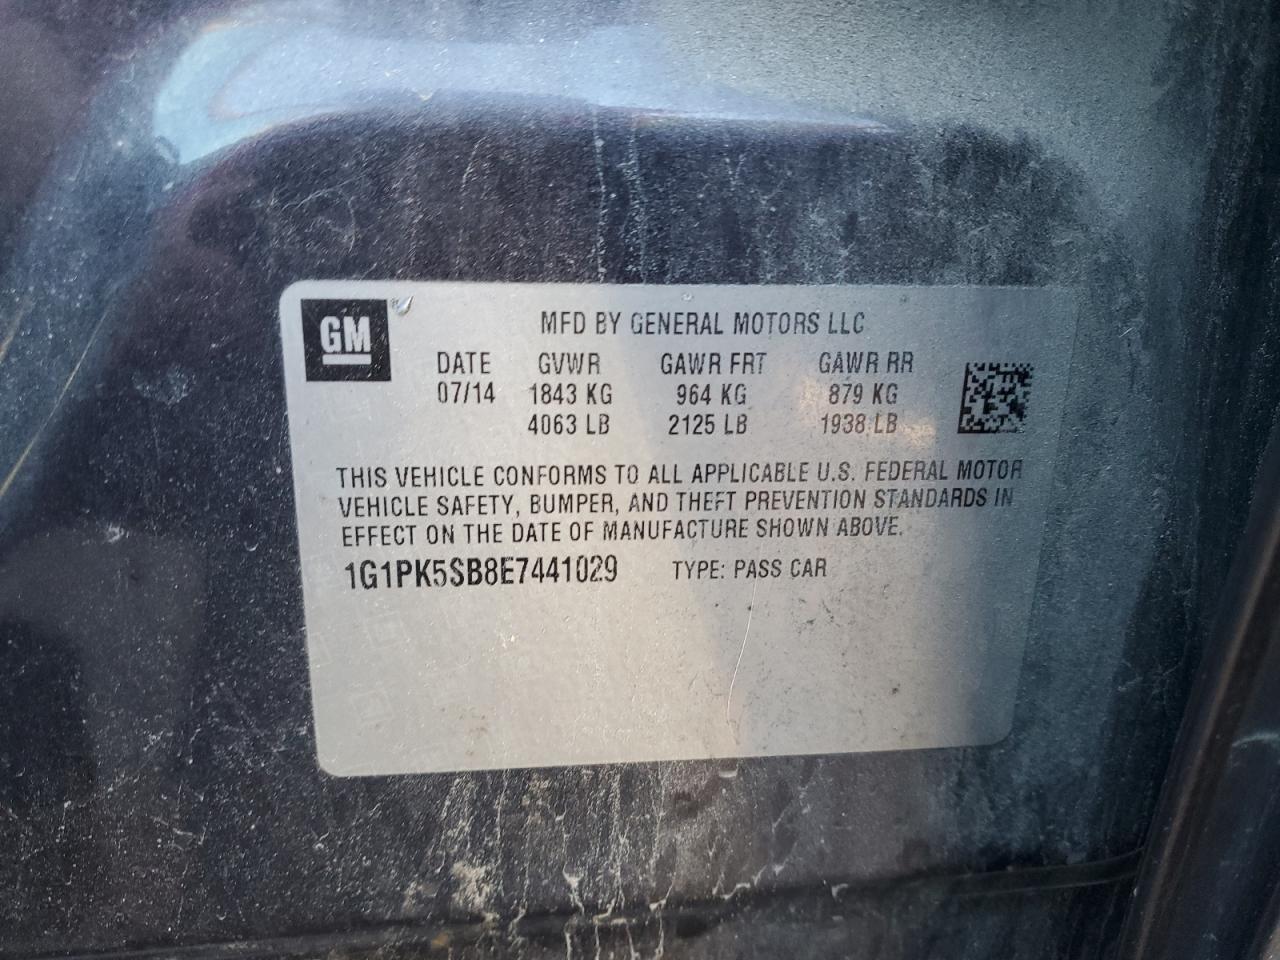 GM
MFD BY GENERAL MOTORS LLC
DATE GVWR GAWR FRT GAWR RR
07/14 1843 KG 964 KG 879 KG
4063 LB 2125 LB 1938 LB
THIS VEHICLE CONFORMS TO ALL APPLICABLE U.S. FEDERAL MOTOR
VEHICLE SAFETY, BUMPER, AND THEFT PREVENTION STANDARDS IN
EFFECT ON THE DATE OF MANUFACTURE SHOWN ABOVE.
1G1PK5SB8E7441029 TYPE: PASS CAR